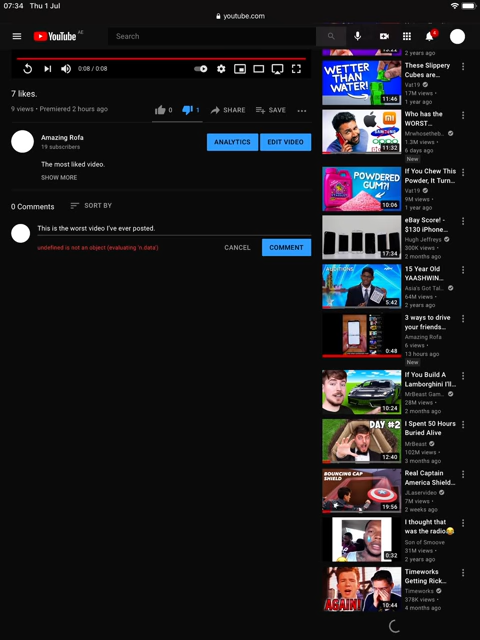 07:34 Thu 1 Jul
youtube.com
YouTube AE
Search
0:08 / 0:08
7 likes.
9 views • Premiered 2 hours ago
0
1
SHARE
SAVE
Amazing Rofa
19 subscribers
ANALYTICS
EDIT VIDEO
The most liked video.
SHOW MORE
0 Comments
SORT BY
This is the worst video I've ever posted.
undefined is not an object (evaluating 'n.data')
CANCEL
COMMENT
2 years ago
WETTER THAN WATER!
11:46
These Slippery
Cubes are...
Vat19
17M views •
1 year ago
11:32
Who has the
WORST...
Mrwhosetheb...
1.3M views •
6 days ago
New
POWDERED GUM?!
10:06
If You Chew This
Powder, It Turn...
Vat19
9M views •
1 year ago
17:34
eBay Score! -
$130 iPhone...
Hugh Jeffreys
300K views •
2 months ago
AUDITIONS
5:42
15 Year Old
YAASHWIN...
Asia's Got Tal...
64M views •
2 years ago
0:48
3 ways to drive
your friends...
Amazing Rofa
6 views •
13 hours ago
New
10:24
If You Build A
Lamborghini I'll...
MrBeast Gam...
28M views •
2 months ago
DAY #2
12:40
I Spent 50 Hours
Buried Alive
MrBeast
102M views •
3 months ago
BOUNCING CAP SHIELD
19:56
Real Captain
America Shield...
JLaservideo
7M views •
2 weeks ago
0:32
I thought that
was the radio😂
Son of Smoove
31M views •
2 years ago
AGAIN!
10:44
Timeworks
Getting Rick...
Timeworks
378K views •
4 months ago